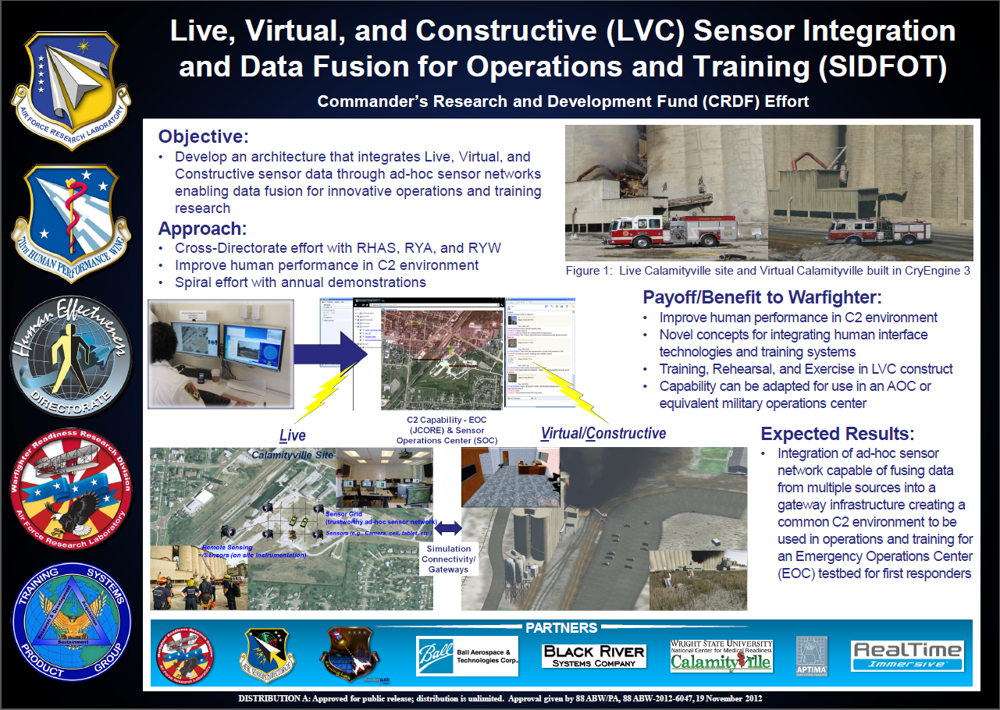 Live, Virtual, and Constructive (LVC) Sensor Integration
and Data Fusion for Operations and Training (SIDFOT)
Commander's Research and Development Fund (CRDF) Effort
AIR FORCE RESEARCH LABORATORY
711TH HUMAN PERFORMANCE WING
Human Effectiveness
DIRECTORATE
Warfighter Readiness Research Division
Air Force Research Laboratory
TRAINING SYSTEMS
PRODUCT GROUP
Research & Development
Acquisition
Sustainment
Objective:
• Develop an architecture that integrates Live, Virtual, and
Constructive sensor data through ad-hoc sensor networks
enabling data fusion for innovative operations and training
research
Approach:
• Cross-Directorate effort with RHAS, RYA, and RYW
• Improve human performance in C2 environment
• Spiral effort with annual demonstrations
Figure 1: Live Calamityville site and Virtual Calamityville built in CryEngine 3
Payoff/Benefit to Warfighter:
• Improve human performance in C2 environment
• Novel concepts for integrating human interface
technologies and training systems
• Training, Rehearsal, and Exercise in LVC construct
• Capability can be adapted for use in an AOC or
equivalent military operations center
Live
C2 Capability - EOC
(JCORE) & Sensor
Operations Center (SOC)
Virtual/Constructive
Calamityville Site
Sensor Grid
(trustworthy ad-hoc sensor network)
Sensors (e.g., Camera, cell, tablet, etc.)
Remote Sensing
/Sensors (on site instrumentation)
Simulation
Connectivity/
Gateways
Expected Results:
• Integration of ad-hoc sensor
network capable of fusing data
from multiple sources into a
gateway infrastructure creating a
common C2 environment to be
used in operations and training for
an Emergency Operations Center
(EOC) testbed for first responders
PARTNERS
Warfighter Readiness Research Division
Air Force Research Laboratory
Ball
Ball Aerospace &
Technologies Corp.
BLACK RIVER
SYSTEMS COMPANY
WRIGHT STATE UNIVERSITY
National Center for Medical Readiness
Calamityville
APTIMA
RealTime
Immersive
DISTRIBUTION A: Approved for public release; distribution is unlimited. Approval given by 88 ABW/PA, 88 ABW-2012-6047, 19 November 2012